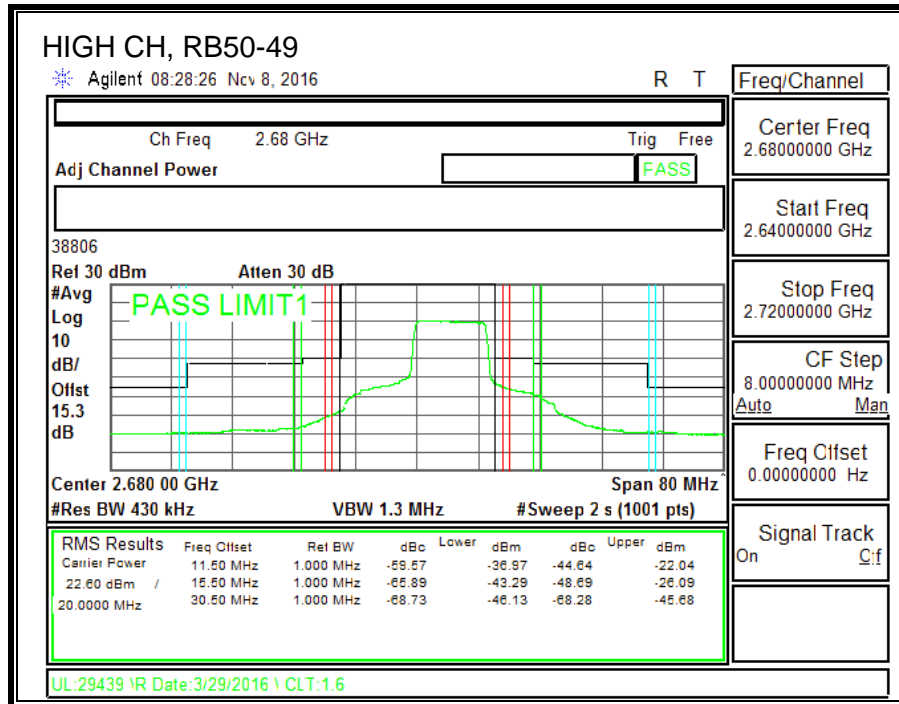 HIGH CH, RB50-49
Agilent 08:28:26 Nov 8, 2016 R T
Freq/Channel
Ch Freq 2.68 GHz Trig Free
Adj Channel Power PASS
Center Freq
2.68000000 GHz
Start Freq
2.64000000 GHz
Stop Freq
2.72000000 GHz
CF Step
8.00000000 MHz
Auto Man
Freq Offset
0.00000000 Hz
Signal Track
On Off
38806
Ref 30 dBm Atten 30 dB
#Avg
Log
10
dB/
Offst
15.3
dB
PASS LIMIT1
Center 2.680 00 GHz Span 80 MHz
#Res BW 430 kHz VBW 1.3 MHz #Sweep 2 s (1001 pts)
RMS Results Freq Offset Ref BW dBc Lower dBm dBc Upper dBm
Carrier Power 11.50 MHz 1.000 MHz -59.57 -36.97 -44.64 -22.04
22.60 dBm / 15.50 MHz 1.000 MHz -65.89 -43.29 -48.69 -26.09
20.0000 MHz 30.50 MHz 1.000 MHz -68.73 -46.13 -68.28 -45.68
UL:29439 \R Date:3/29/2016 \ CLT:1.6